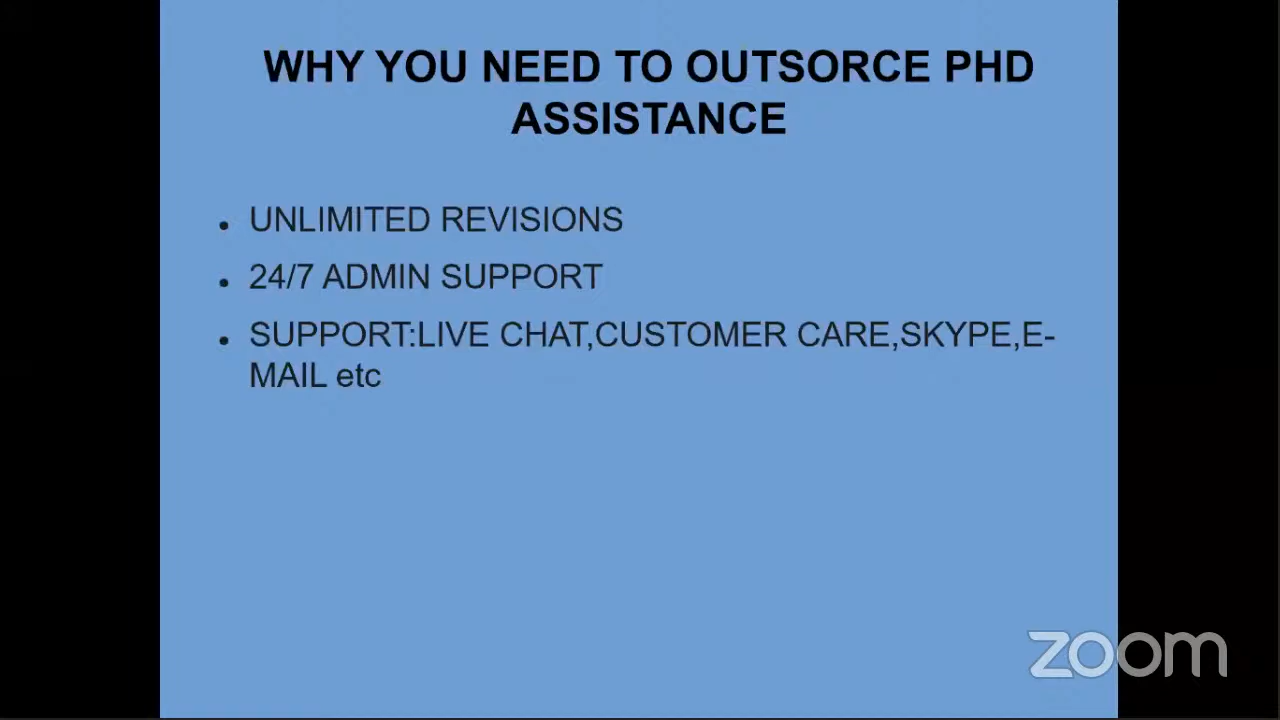 WHY YOU NEED TO OUTSORCE PHD
ASSISTANCE
• UNLIMITED REVISIONS
• 24/7 ADMIN SUPPORT
• SUPPORT:LIVE CHAT,CUSTOMER CARE,SKYPE,E-
MAIL etc
zoom